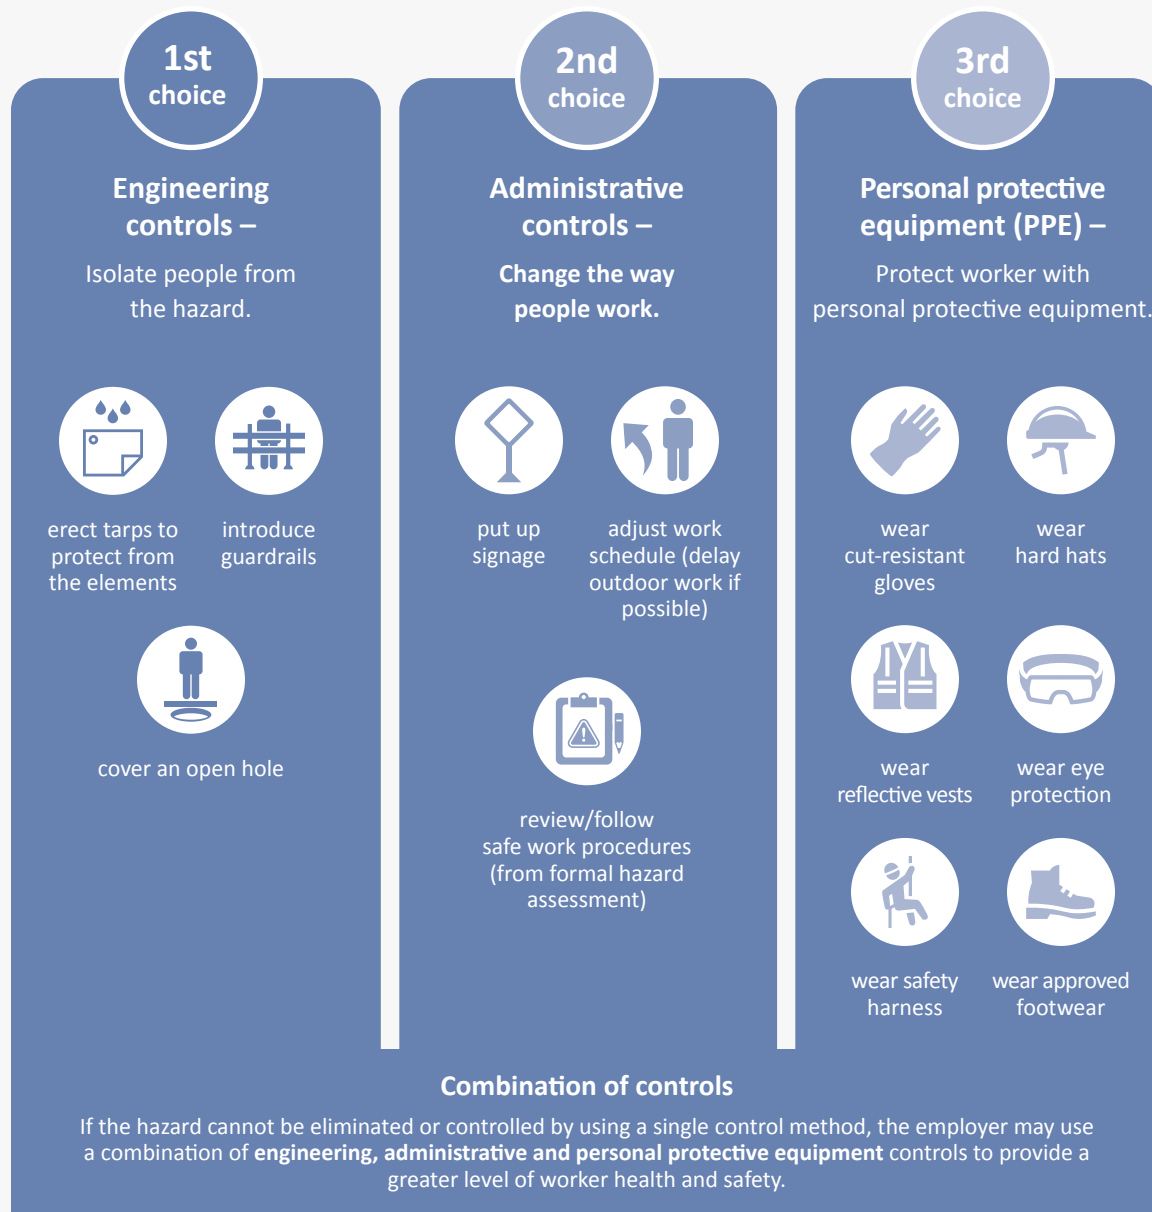 1st
choice
Engineering
controls –
Isolate people from
the hazard.
erect tarps to
protect from
the elements
introduce
guardrails
cover an open hole
2nd
choice
Administrative
controls –
Change the way
people work.
put up
signage
adjust work
schedule (delay
outdoor work if
possible)
review/follow
safe work procedures
(from formal hazard
assessment)
3rd
choice
Personal protective
equipment (PPE) –
Protect worker with
personal protective equipment.
wear
cut-resistant
gloves
wear
hard hats
wear
reflective vests
wear eye
protection
wear safety
harness
wear approved
footwear
Combination of controls
If the hazard cannot be eliminated or controlled by using a single control method, the employer may use
a combination of engineering, administrative and personal protective equipment controls to provide a
greater level of worker health and safety.